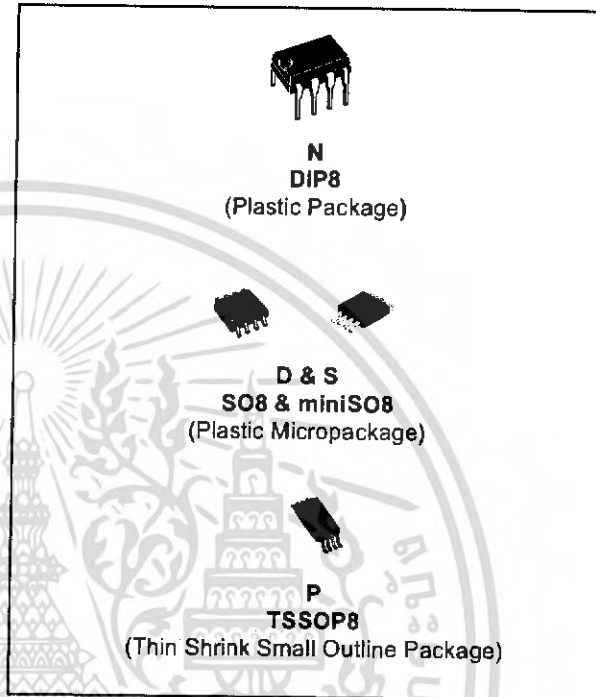 N
DIP8
(Plastic Package)
D & S
SO8 & miniSO8
(Plastic Micropackage)
P
TSSOP8
(Thin Shrink Small Outline Package)